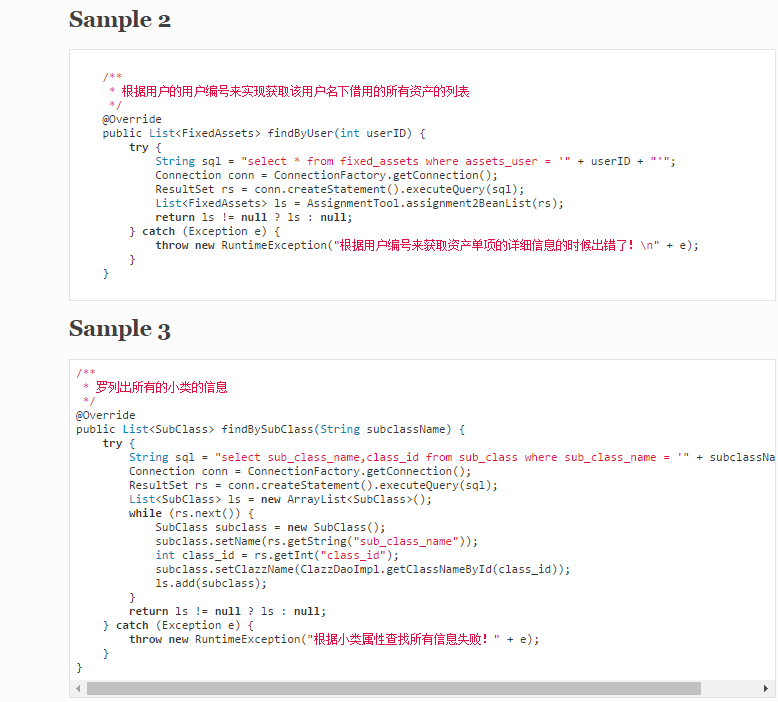 Sample 2
/**
 * 根据用户的用户编号来实现获取该用户名下借用的所有资产的列表
 */
@Override
public List<FixedAssets> findByUser(int userID) {
    try {
        String sql = "select * from fixed_assets where assets_user = '" + userID + "'";
        Connection conn = ConnectionFactory.getConnection();
        ResultSet rs = conn.createStatement().executeQuery(sql);
        List<FixedAssets> ls = AssignmentTool.assignment2BeanList(rs);
        return ls != null ? ls : null;
    } catch (Exception e) {
        throw new RuntimeException("根据用户编号来获取资产单项的详细信息的时候出错了！\n" + e);
    }
}
Sample 3
/**
 * 罗列出所有的小类的信息
 */
@Override
public List<SubClass> findBySubClass(String subclassName) {
    try {
        String sql = "select sub_class_name,class_id from sub_class where sub_class_name = '" + subclassNa
        Connection conn = ConnectionFactory.getConnection();
        ResultSet rs = conn.createStatement().executeQuery(sql);
        List<SubClass> ls = new ArrayList<SubClass>();
        while (rs.next()) {
            SubClass subclass = new SubClass();
            subclass.setName(rs.getString("sub_class_name"));
            int class_id = rs.getInt("class_id");
            subclass.setClazzName(ClazzDaoImpl.getClassNameById(class_id));
            ls.add(subclass);
        }
        return ls != null ? ls : null;
    } catch (Exception e) {
        throw new RuntimeException("根据小类属性查找所有信息失败！" + e);
    }
}